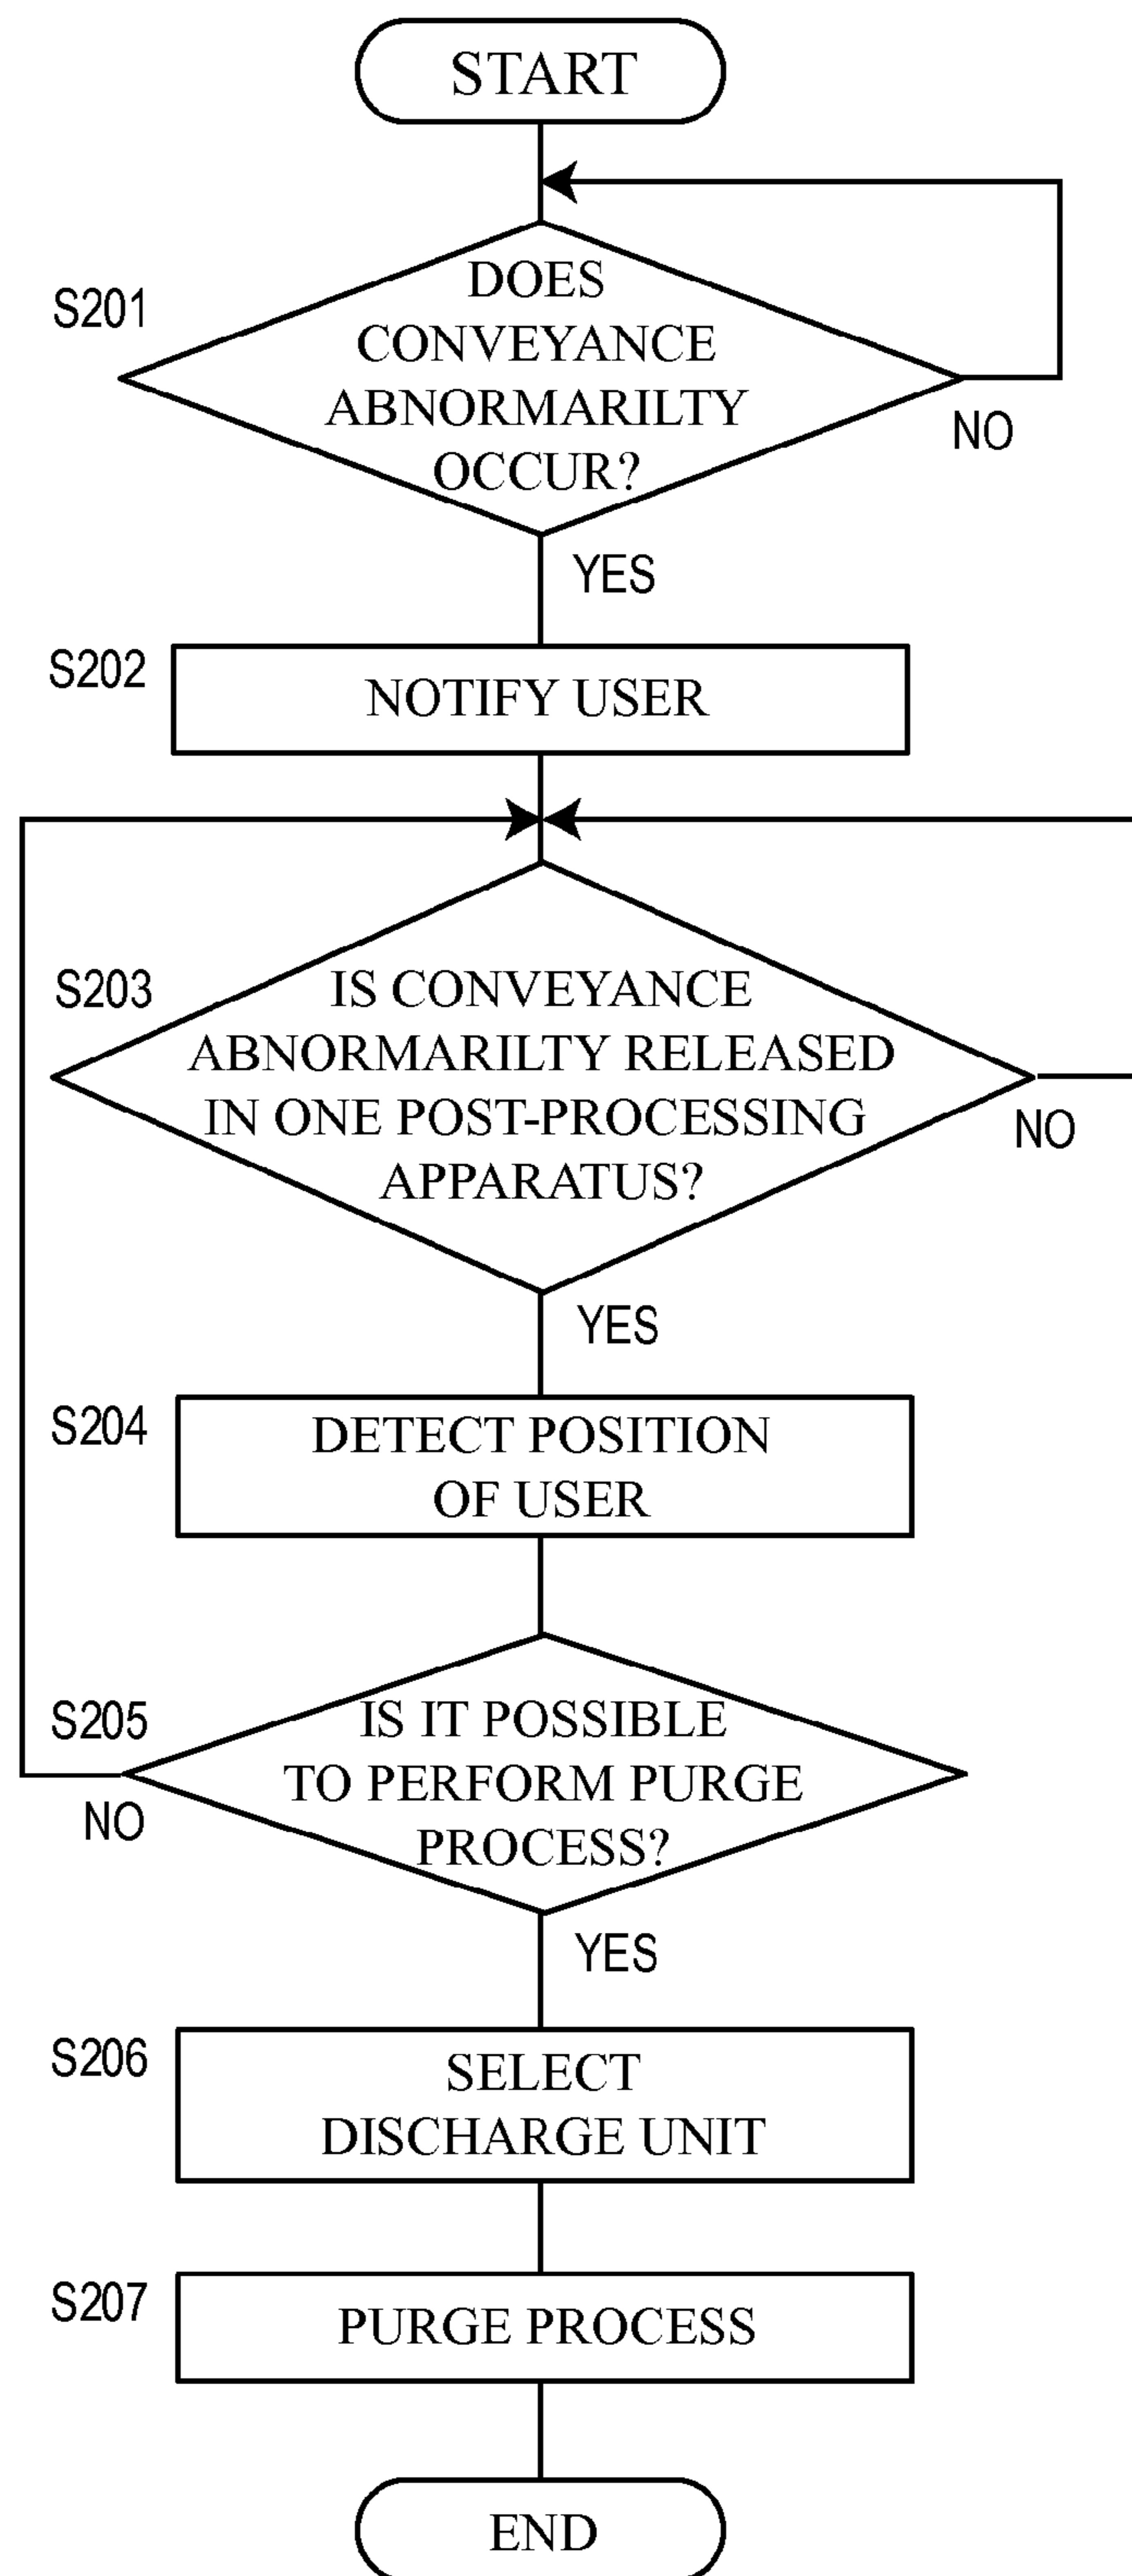 START
S201
DOES
CONVEYANCE
ABNORMARILTY
OCCUR?
NO
YES
S202
NOTIFY USER
S203
IS CONVEYANCE
ABNORMARILTY RELEASED
IN ONE POST-PROCESSING
APPARATUS?
NO
YES
S204
DETECT POSITION
OF USER
S205
IS IT POSSIBLE
TO PERFORM PURGE
PROCESS?
NO
YES
S206
SELECT
DISCHARGE UNIT
S207
PURGE PROCESS
END